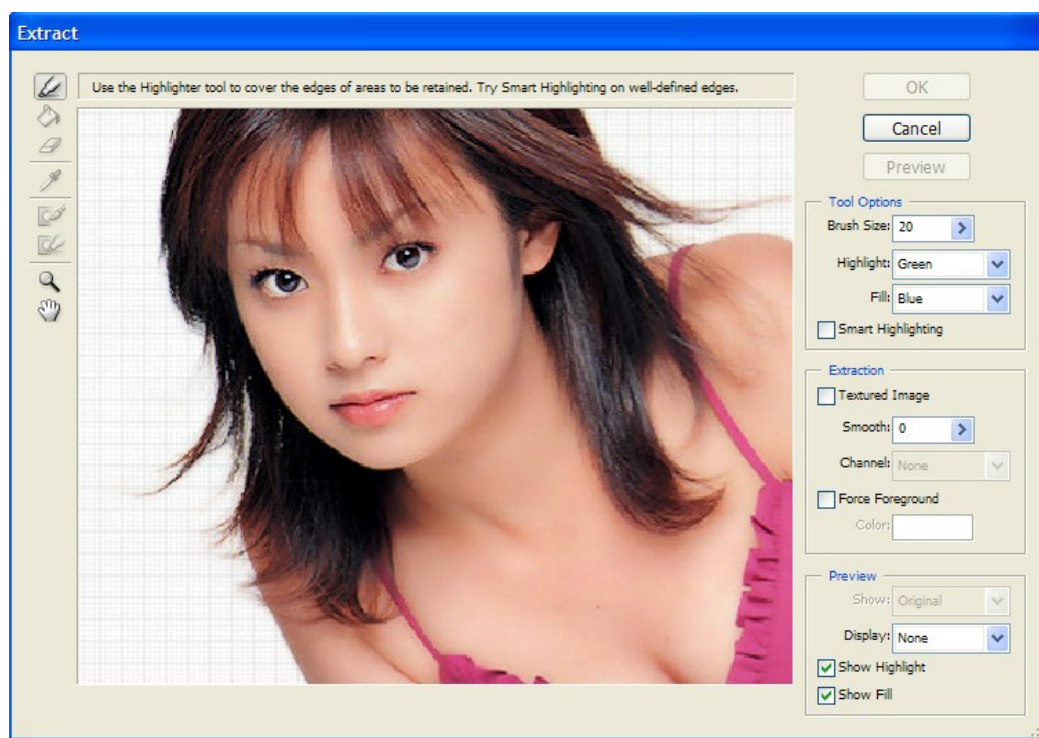 Extract
Use the Highlighter tool to cover the edges of areas to be retained. Try Smart Highlighting on well-defined edges.
OK
Cancel
Preview
Tool Options
Brush Size: 20
Highlight: Green
Fill: Blue
Smart Highlighting
Extraction
Textured Image
Smooth: 0
Channel: None
Force Foreground
Color:
Preview
Show: Original
Display: None
Show Highlight
Show Fill